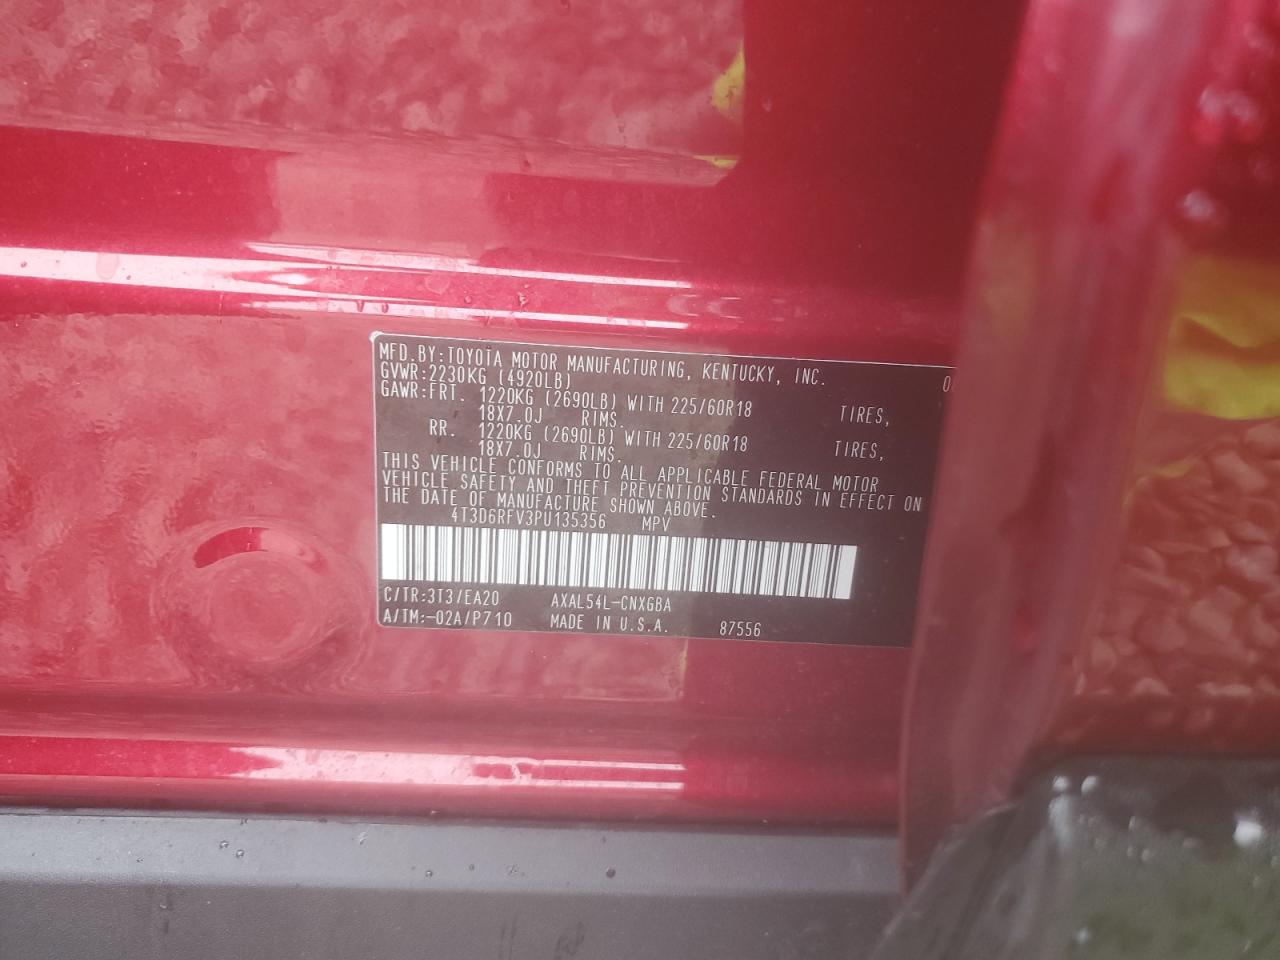 MFD.BY:TOYOTA MOTOR MANUFACTURING, KENTUCKY, INC.
GVWR:2230KG (4920LB)
GAWR:FRT. 1220KG (2690LB) WITH 225/60R18 TIRES,
18X7.0J RIMS.
RR. 1220KG (2690LB) WITH 225/60R18 TIRES,
18X7.0J RIMS.
THIS VEHICLE CONFORMS TO ALL APPLICABLE FEDERAL MOTOR
VEHICLE SAFETY AND THEFT PREVENTION STANDARDS IN EFFECT ON
THE DATE OF MANUFACTURE SHOWN ABOVE.
4T3D6RFV3PU135356 MPV
C/TR:3T3/EA20 AXAL54L-CNXGBA
A/TM:-02A/P710 MADE IN U.S.A. 87556